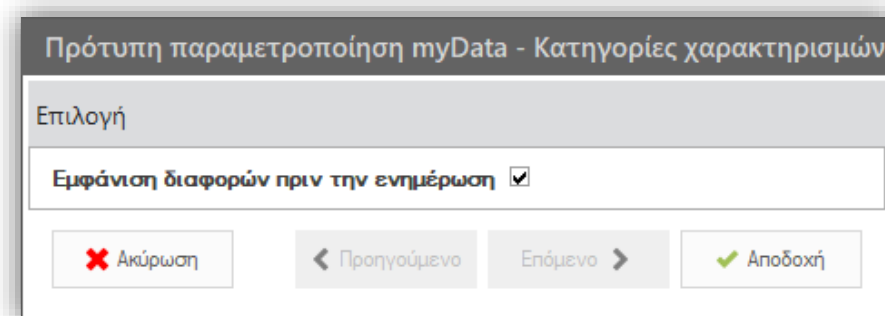 Πρότυπη παραμετροποίηση myData - Κατηγορίες χαρακτηρισμών
Επιλογή
Εμφάνιση διαφορών πριν την ενημέρωση
Ακύρωση Προηγούμενο Επόμενο Αποδοχή